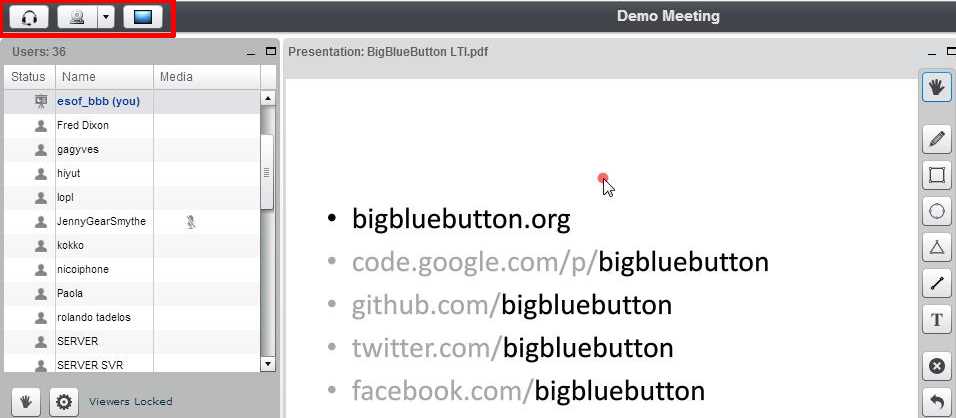 Demo Meeting
Users: 36
Status Name Media
esof_bbb (you)
Fred Dixon
gagyves
hiyut
lopl
JennyGearSmythe
kokko
nicoiphone
Paola
rolando tadelos
SERVER
SERVER SVR
Viewers Locked
Presentation: BigBlueButton LTI.pdf
• bigbluebutton.org
• code.google.com/p/bigbluebutton
• github.com/bigbluebutton
• twitter.com/bigbluebutton
• facebook.com/bigbluebutton
T